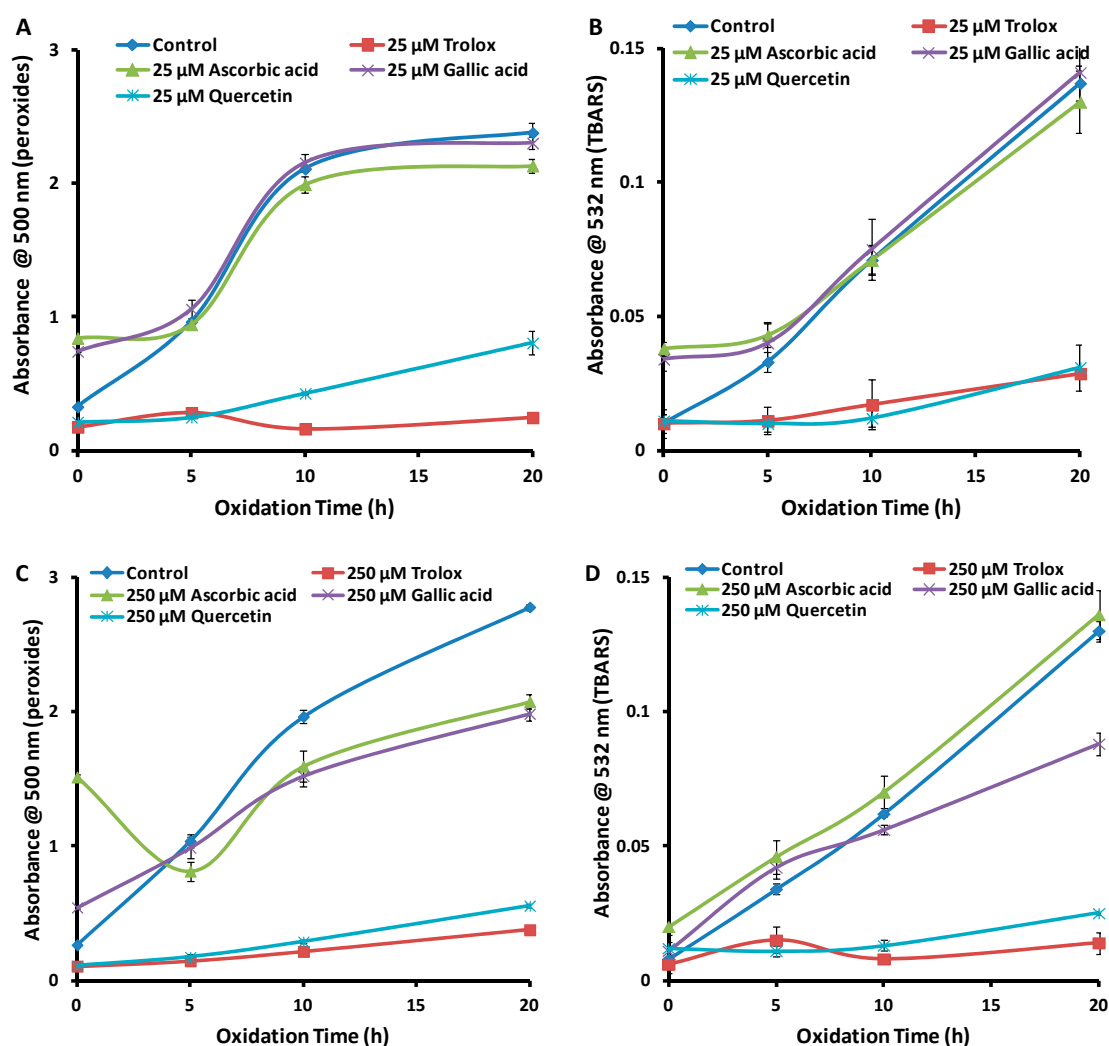 A
Control
25 µM Trolox
25 µM Ascorbic acid
25 µM Gallic acid
25 µM Quercetin
Absorbance @ 500 nm (peroxides)
3
2
1
0
0 5 10 15 20
Oxidation Time (h)
B
Control
25 µM Trolox
25 µM Ascorbic acid
25 µM Gallic acid
25 µM Quercetin
Absorbance @ 532 nm (TBARS)
0.15
0.1
0.05
0
0 5 10 15 20
Oxidation Time (h)
C
Control
250 µM Trolox
250 µM Ascorbic acid
250 µM Gallic acid
250 µM Quercetin
Absorbance @ 500 nm (peroxides)
3
2
1
0
0 5 10 15 20
Oxidation Time (h)
D
Control
250 µM Trolox
250 µM Ascorbic acid
250 µM Gallic acid
250 µM Quercetin
Absorbance @ 532 nm (TBARS)
0.15
0.1
0.05
0
0 5 10 15 20
Oxidation Time (h)